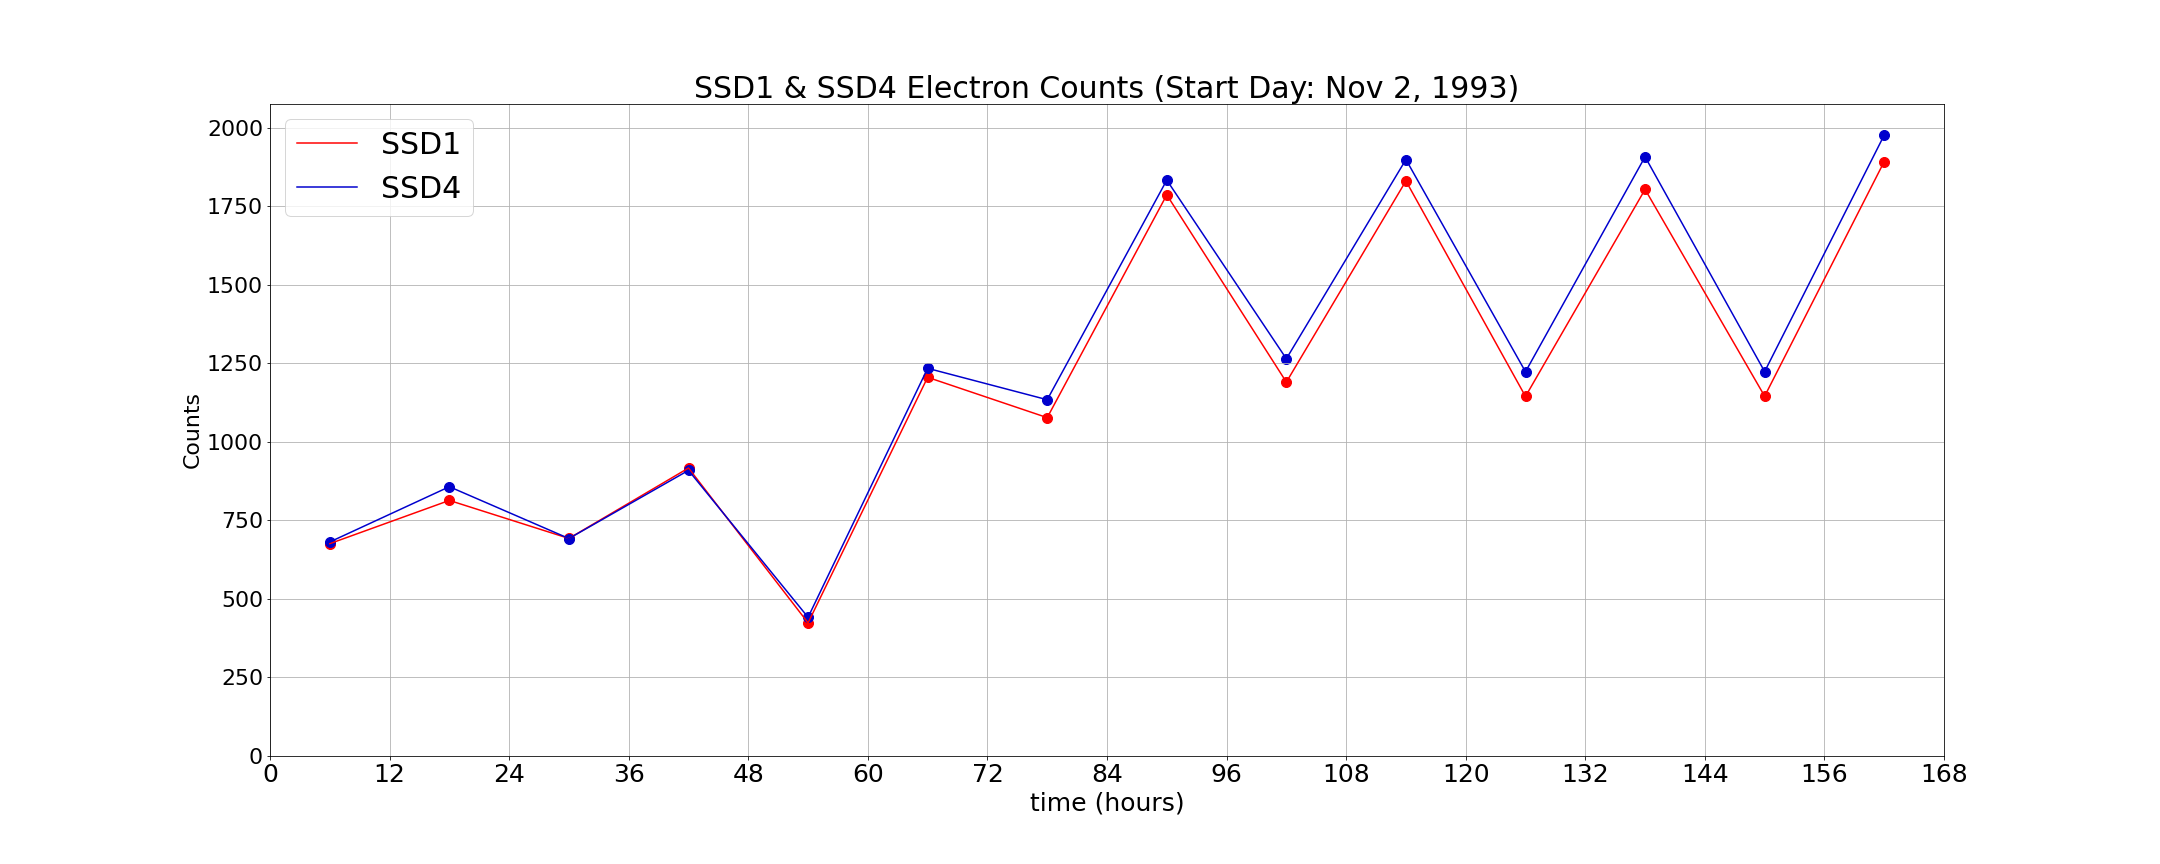 SSD1 & SSD4 Electron Counts (Start Day: Nov 2, 1993)
SSD1
SSD4
2000
1750
1500
1250
1000
750
500
250
0
Counts
0 12 24 36 48 60 72 84 96 108 120 132 144 156 168
time (hours)